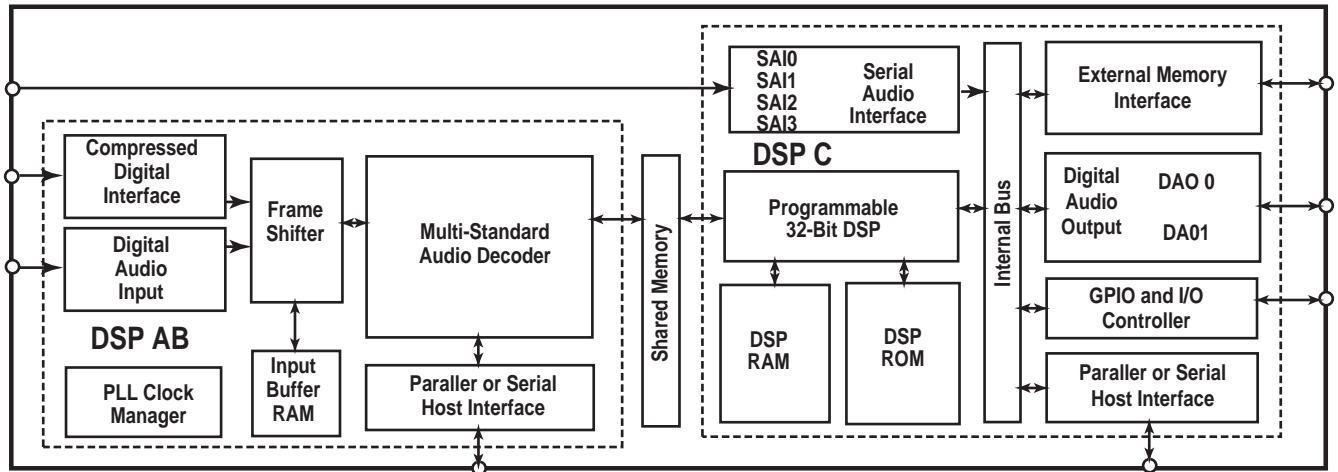 SAI0
SAI1
SAI2
SAI3
Serial
Audio
Interface
DSP C
External Memory
Interface
Compressed
Digital
Interface
Digital
Audio
Input
DSP AB
PLL Clock
Manager
Frame
Shifter
Input
Buffer
RAM
Multi-Standard
Audio Decoder
Paraller or Serial
Host Interface
Shared Memory
Programmable
32-Bit DSP
DSP
RAM
DSP
ROM
Internal Bus
Digital
Audio
Output
DAO 0
DA01
GPIO and I/O
Controller
Paraller or Serial
Host Interface